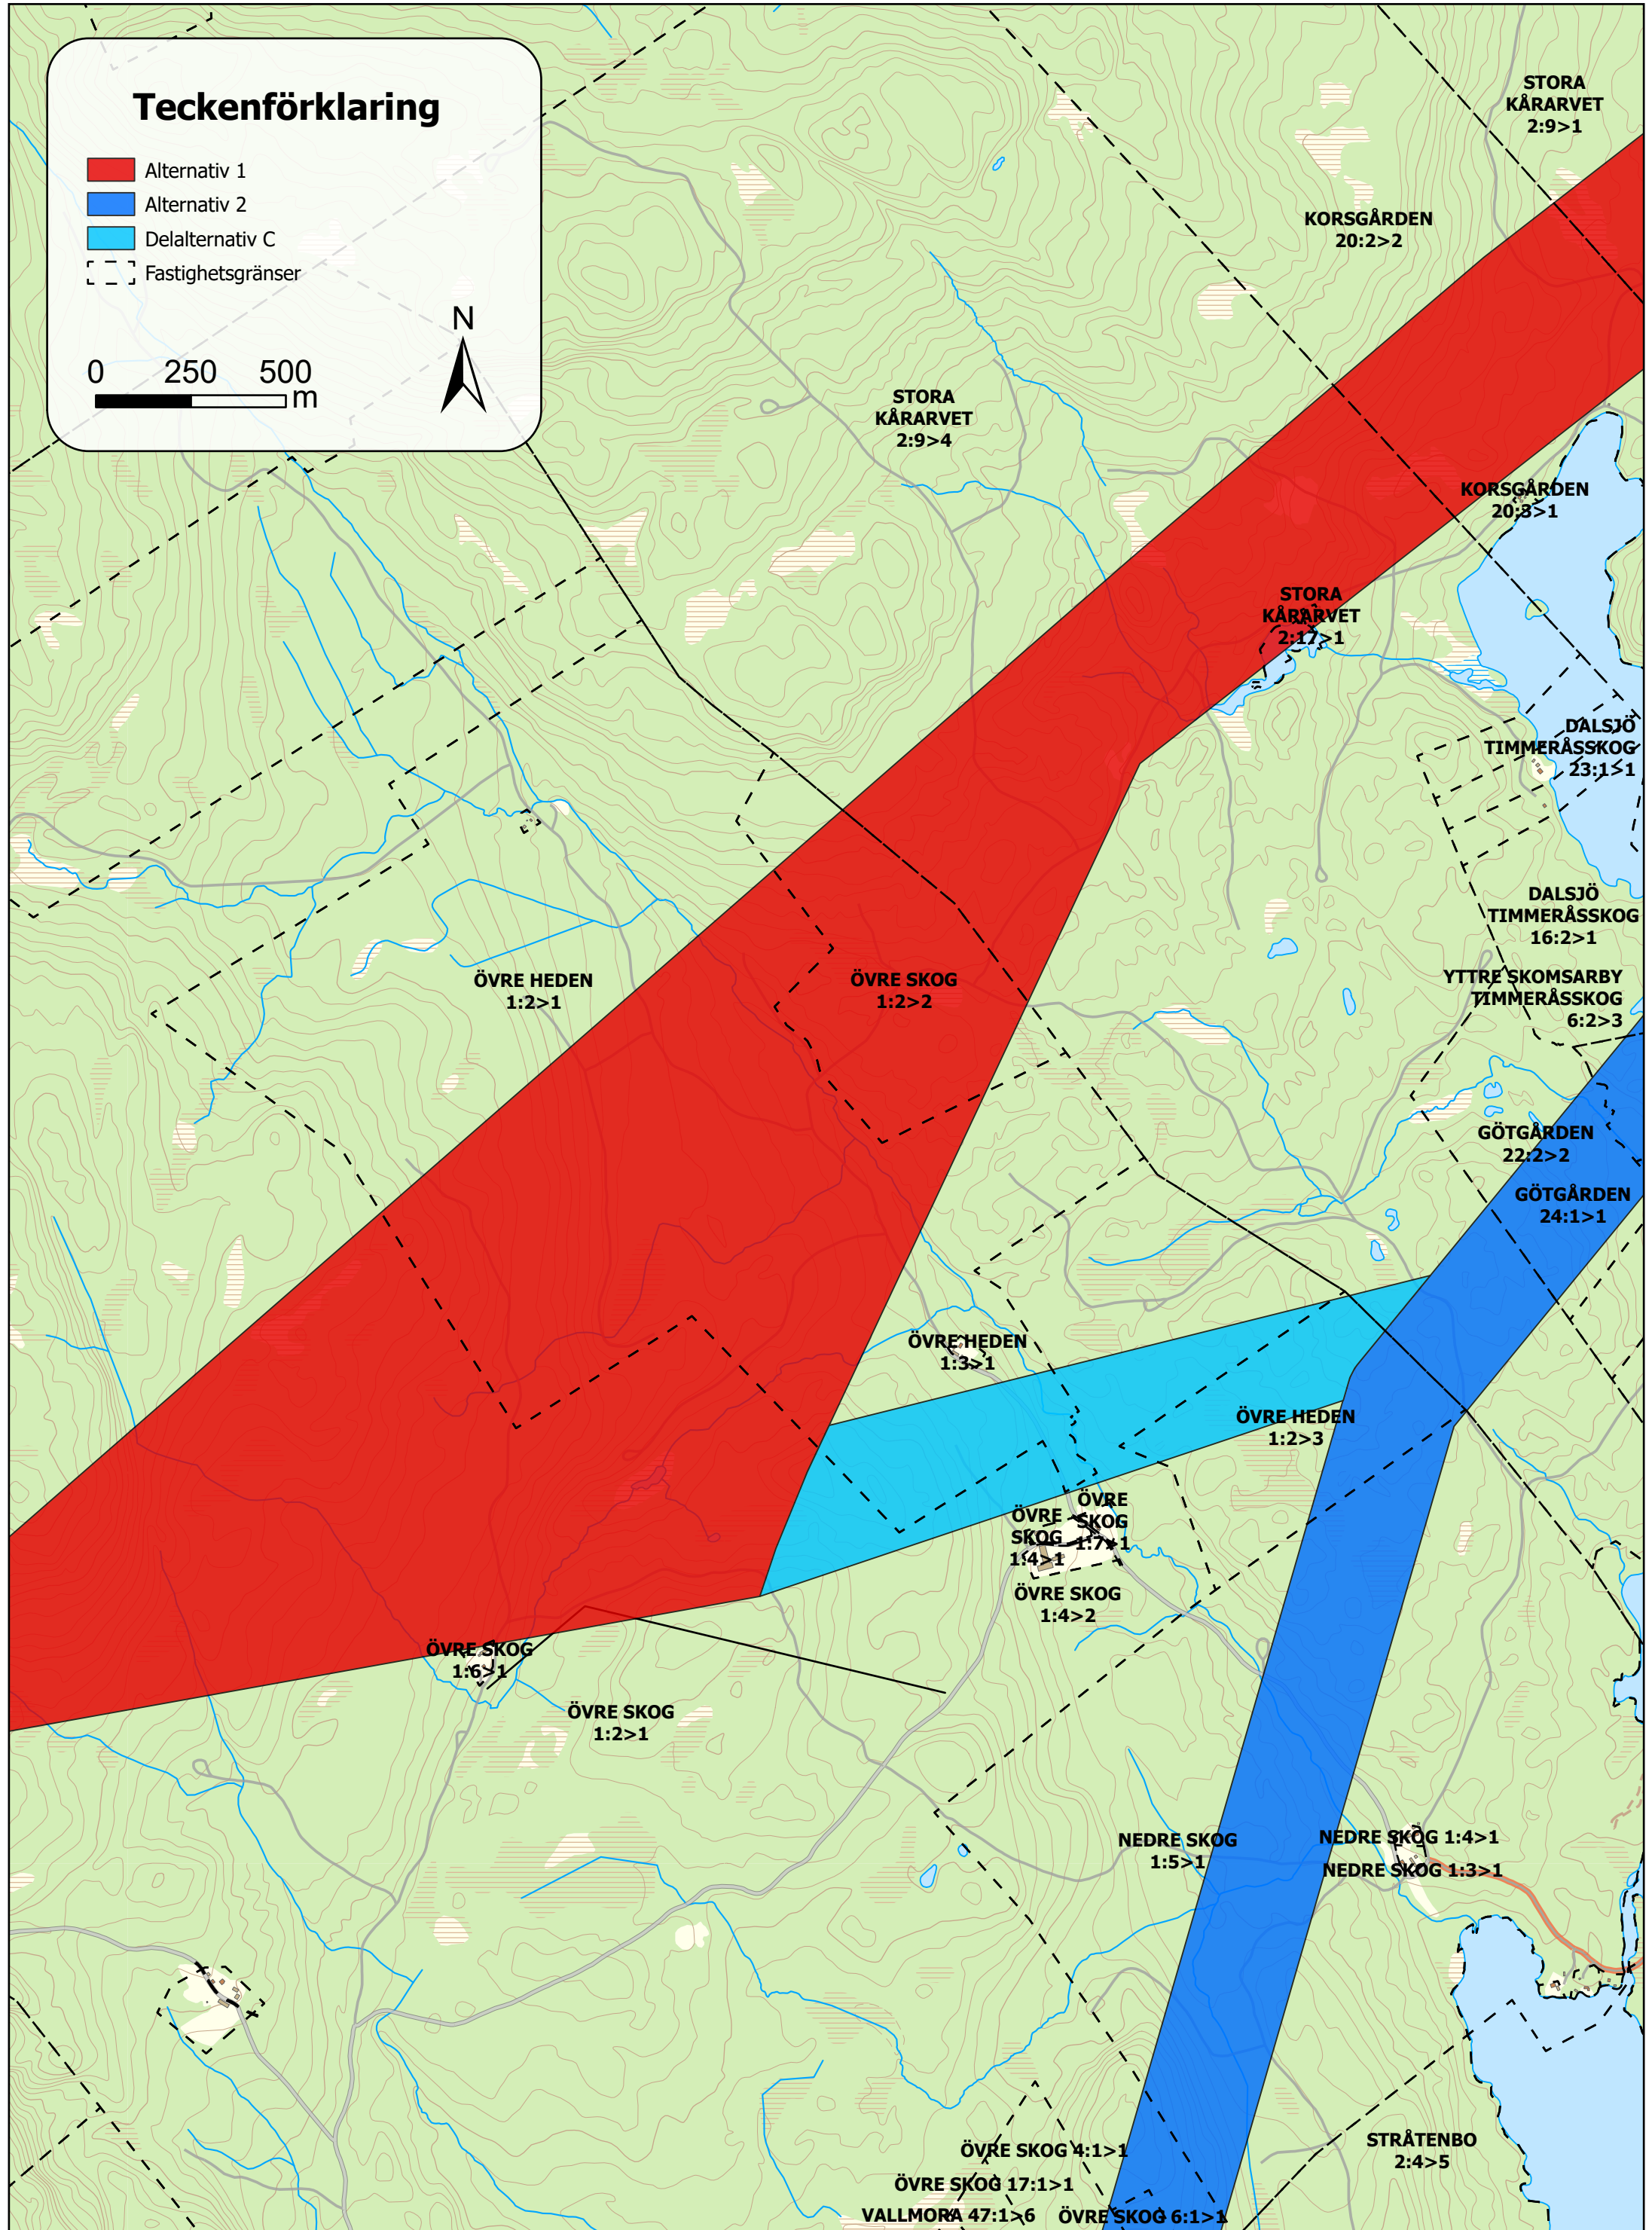 Teckenförklaring
Alternativ 1
Alternativ 2
Delalternativ C
Fastighetsgränser
N
0 250 500
m
STORA
KÅRARVET
2:9>1
KORSGÅRDEN
20:2>2
STORA
KÅRARVET
2:9>4
KORSGÅRDEN
20:3>1
STORA
KÅRARVET
2:17>1
DALSJÖ
TIMMERÅSSKOG
23:1>1
DALSJÖ
TIMMERÅSSKOG
16:2>1
YTTRE SKOMSARBY
TIMMERÅSSKOG
6:2>3
ÖVRE HEDEN
1:2>1
ÖVRE SKOG
1:2>2
GÖTGÅRDEN
22:2>2
GÖTGÅRDEN
24:1>1
ÖVRE HEDEN
1:3>1
ÖVRE HEDEN
1:2>3
ÖVRE
SKOG
1:7>1
ÖVRE
SKOG
1:4>1
ÖVRE SKOG
1:4>2
ÖVRE SKOG
1:6>1
ÖVRE SKOG
1:2>1
NEDRE SKOG
1:5>1
NEDRE SKOG 1:4>1
NEDRE SKOG 1:3>1
STRÅTENBO
2:4>5
ÖVRE SKOG 4:1>1
ÖVRE SKOG 17:1>1
VALLMORA 47:1>6
ÖVRE SKOG 6:1>1